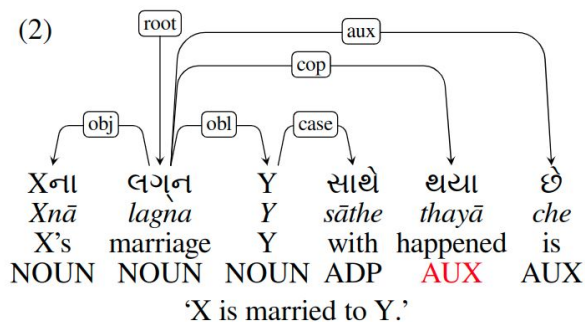 (2)
root
aux
cop
obj obl case
Xના લગ્ન Y સાથે થયા છે
Xnā lagna Y sāthe thayā che
X's marriage Y with happened is
NOUN NOUN NOUN ADP AUX AUX
‘X is married to Y.’